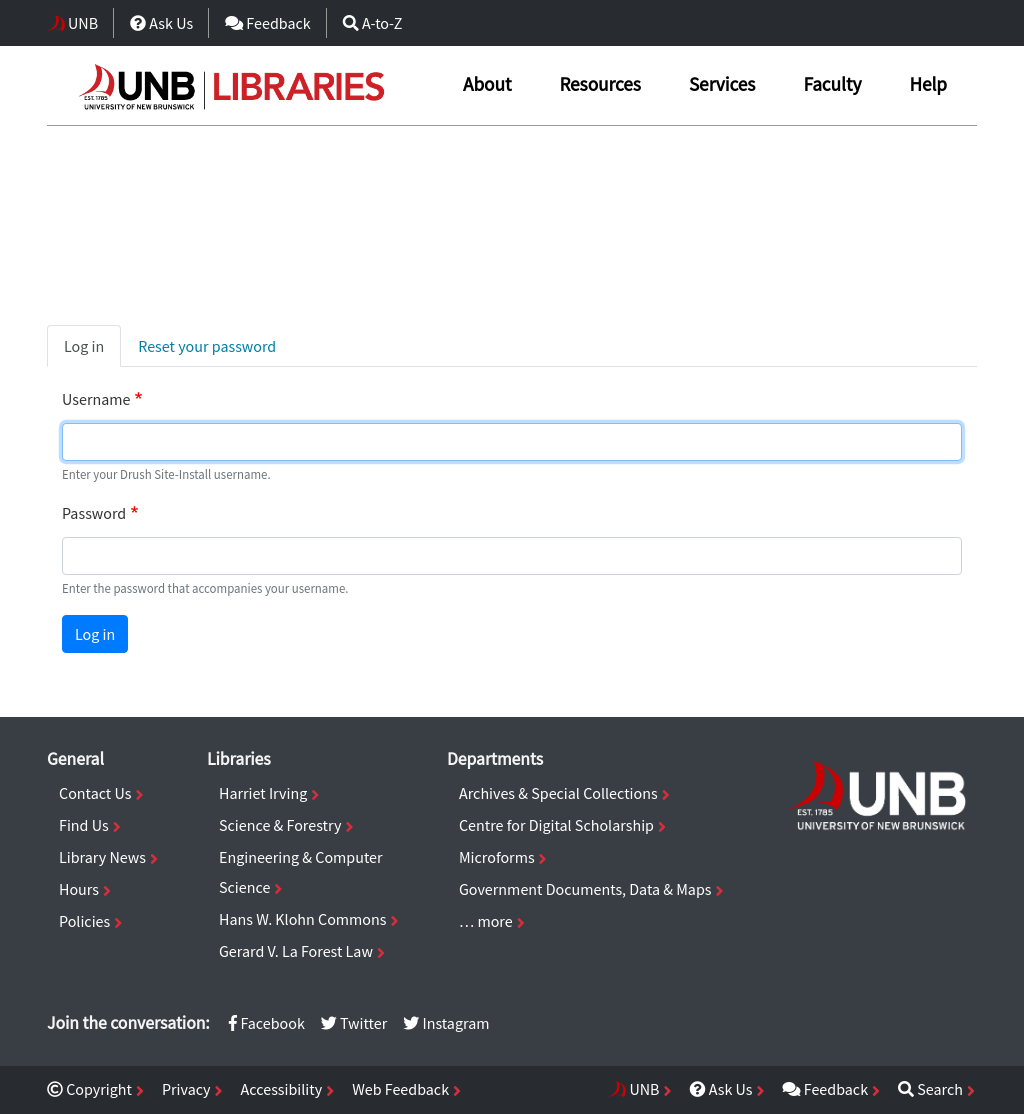 UNB Ask Us Feedback A-to-Z
EST. 1785 UNB LIBRARIES
UNIVERSITY OF NEW BRUNSWICK
About Resources Services Faculty Help
Log in Reset your password
Username *
Enter your Drush Site-Install username.
Password *
Enter the password that accompanies your username.
Log in
General
Contact Us
Find Us
Library News
Hours
Policies
Libraries
Harriet Irving
Science & Forestry
Engineering & Computer
Science
Hans W. Klohn Commons
Gerard V. La Forest Law
Departments
Archives & Special Collections
Centre for Digital Scholarship
Microforms
Government Documents, Data & Maps
… more
EST. 1785 UNB
UNIVERSITY OF NEW BRUNSWICK
Join the conversation: Facebook Twitter Instagram
Copyright Privacy Accessibility Web Feedback UNB Ask Us Feedback Search